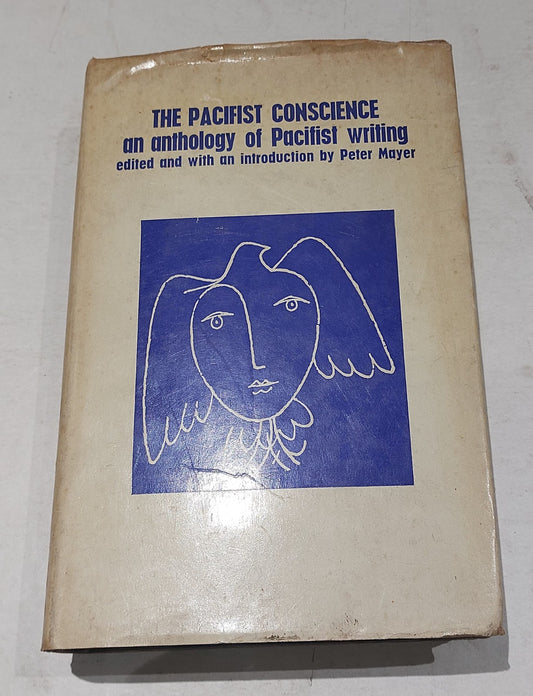 THE PACIFIST CONSCIENCE
an anthology of Pacifist writing
edited and with an introduction by Peter Mayer